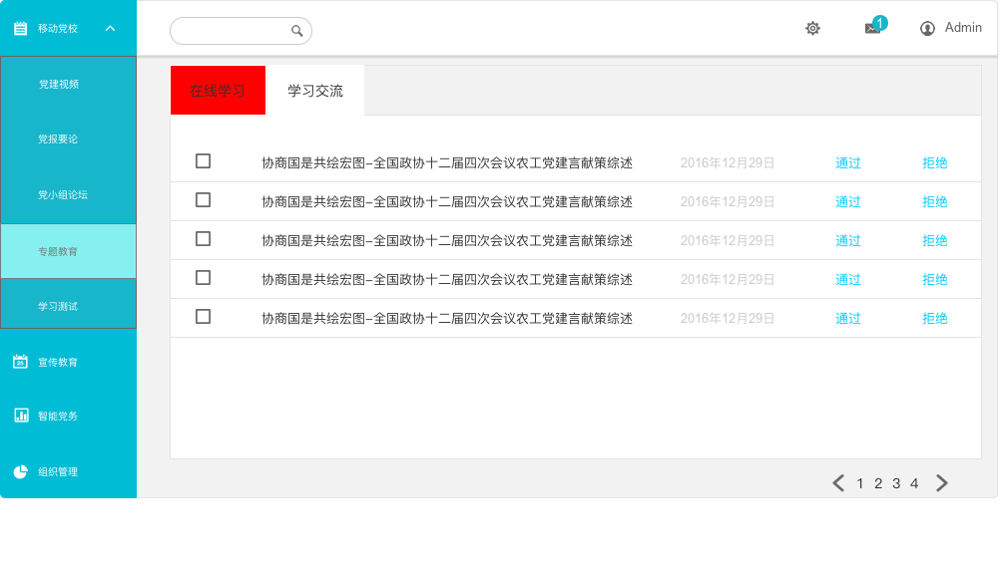 移动党校
1
Admin
党建视频
党报要论
党小组论坛
专题教育
学习测试
宣传教育
25
智能党务
组织管理
在线学习 学习交流
协商国是共绘宏图-全国政协十二届四次会议农工党建言献策综述 2016年12月29日 通过 拒绝
协商国是共绘宏图-全国政协十二届四次会议农工党建言献策综述 2016年12月29日 通过 拒绝
协商国是共绘宏图-全国政协十二届四次会议农工党建言献策综述 2016年12月29日 通过 拒绝
协商国是共绘宏图-全国政协十二届四次会议农工党建言献策综述 2016年12月29日 通过 拒绝
协商国是共绘宏图-全国政协十二届四次会议农工党建言献策综述 2016年12月29日 通过 拒绝
1 2 3 4